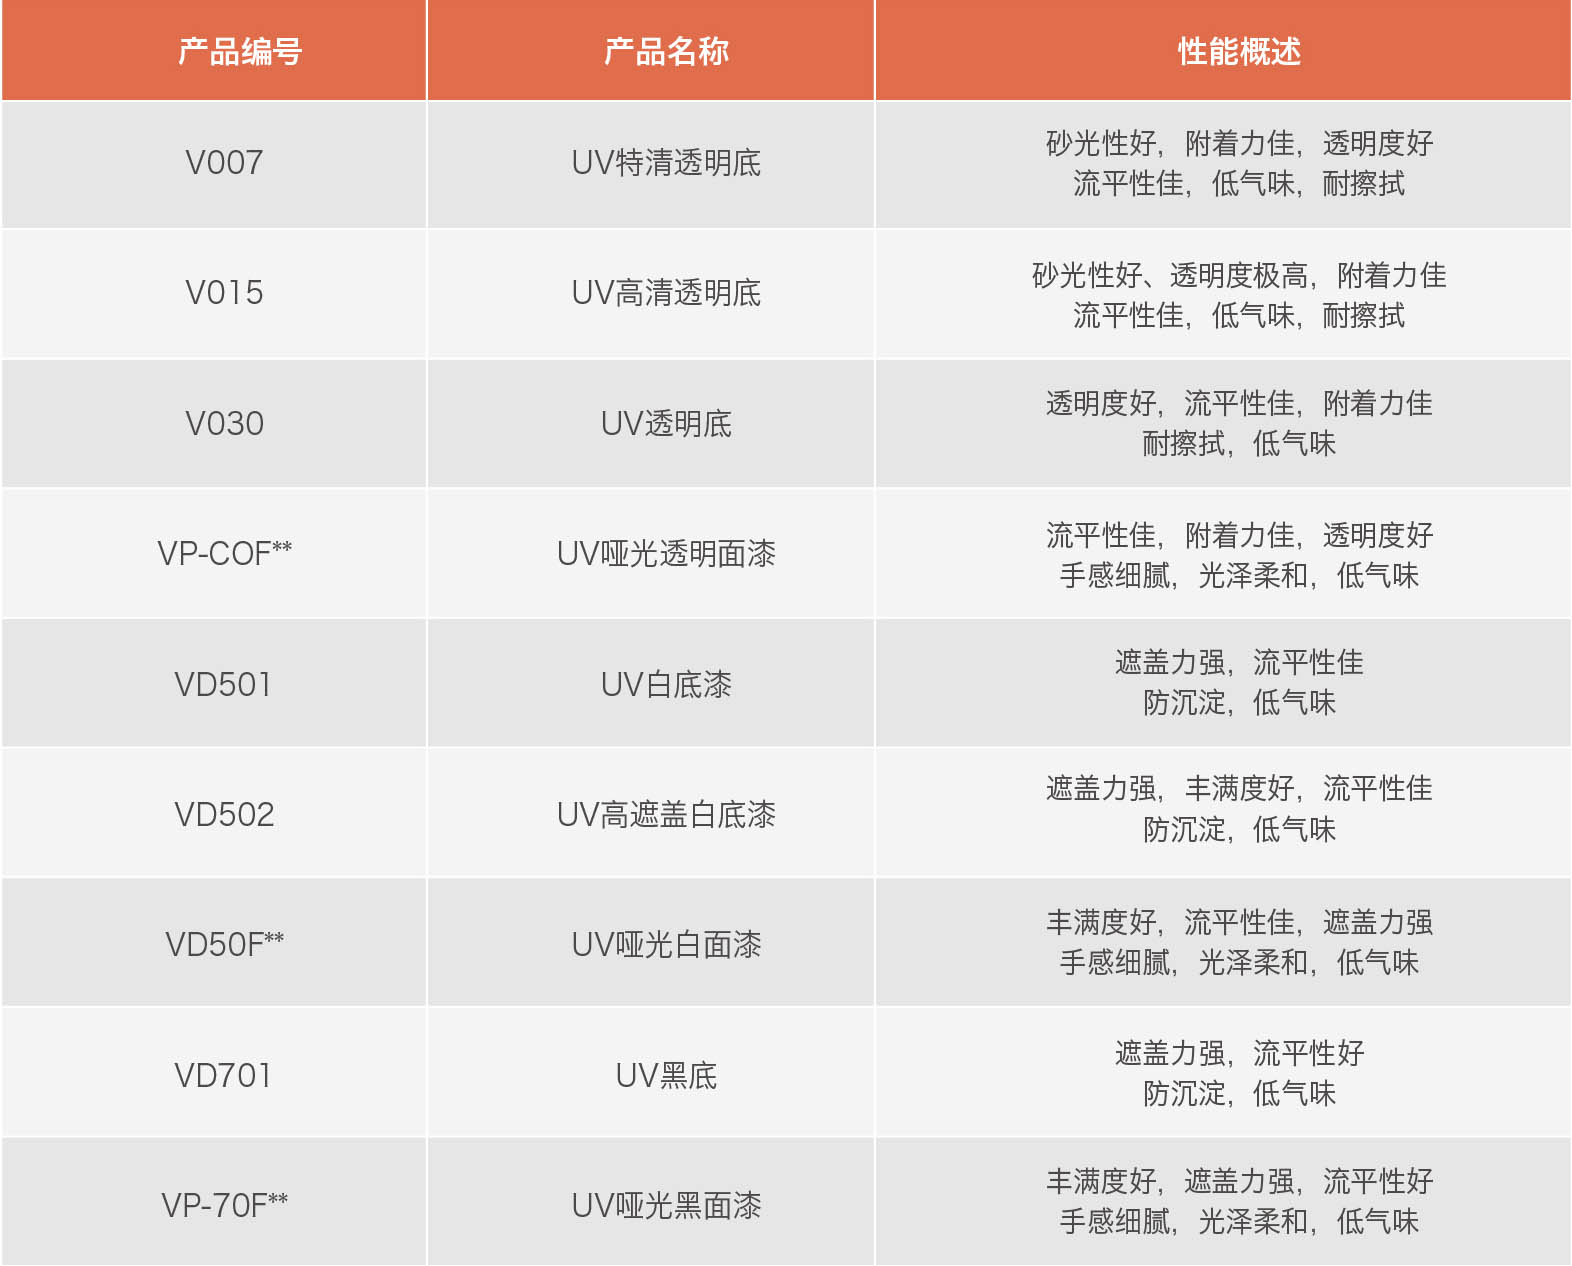 产品编号 产品名称 性能概述
V007 UV特清透明底 砂光性好，附着力佳，透明度好
流平性佳，低气味，耐擦拭
V015 UV高清透明底 砂光性好、透明度极高，附着力佳
流平性佳，低气味，耐擦拭
V030 UV透明底 透明度好，流平性佳，附着力佳
耐擦拭，低气味
VP-COF** UV哑光透明面漆 流平性佳，附着力佳，透明度好
手感细腻，光泽柔和，低气味
VD501 UV白底漆 遮盖力强，流平性佳
防沉淀，低气味
VD502 UV高遮盖白底漆 遮盖力强，丰满度好，流平性佳
防沉淀，低气味
VD50F** UV哑光白面漆 丰满度好，流平性佳，遮盖力强
手感细腻，光泽柔和，低气味
VD701 UV黑底 遮盖力强，流平性好
防沉淀，低气味
VP-70F** UV哑光黑面漆 丰满度好，遮盖力强，流平性好
手感细腻，光泽柔和，低气味